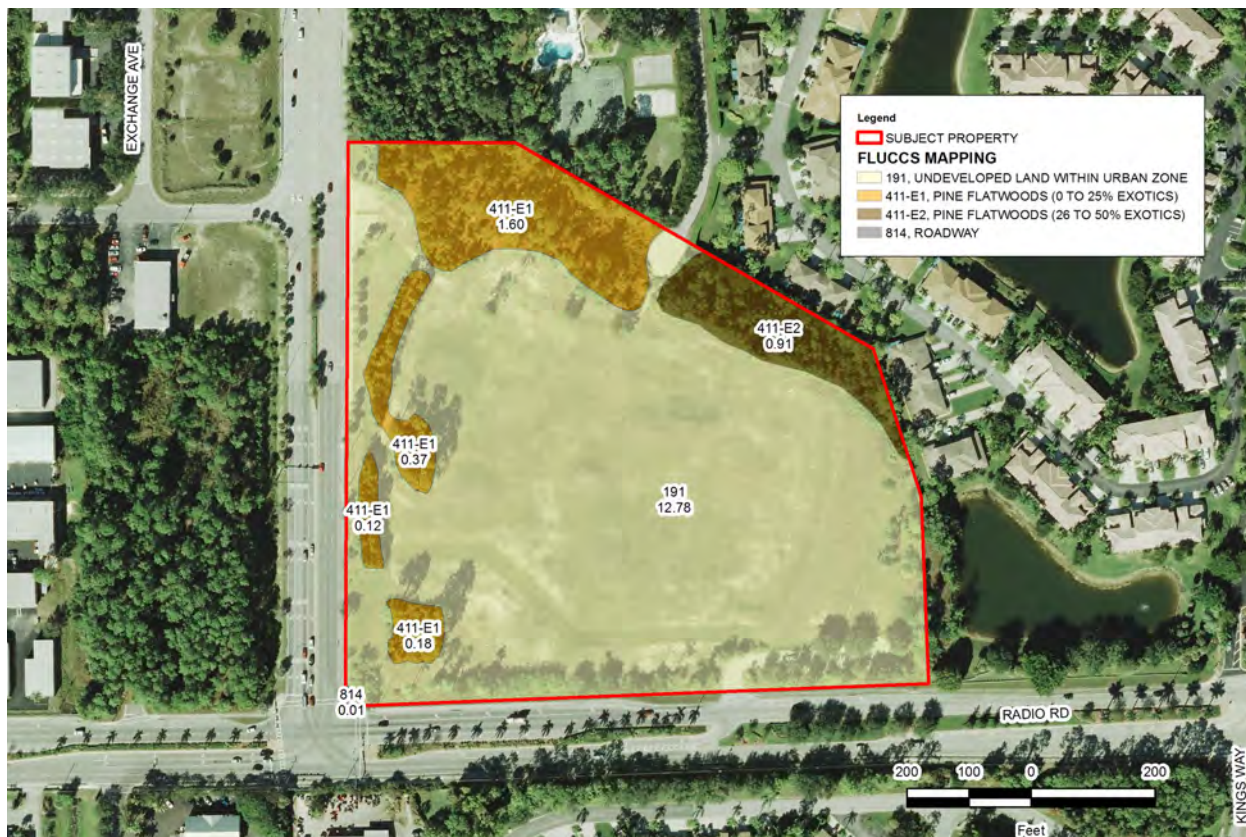 EXCHANGE AVE
Legend
SUBJECT PROPERTY
FLUCCS MAPPING
191, UNDEVELOPED LAND WITHIN URBAN ZONE
411-E1, PINE FLATWOODS (0 TO 25% EXOTICS)
411-E2, PINE FLATWOODS (26 TO 50% EXOTICS)
814, ROADWAY
411-E1
1.60
411-E2
0.91
411-E1
0.37
191
12.78
411-E1
0.12
411-E1
0.18
814
0.01
RADIO RD
KINGS WAY
200 100 0 200
Feet